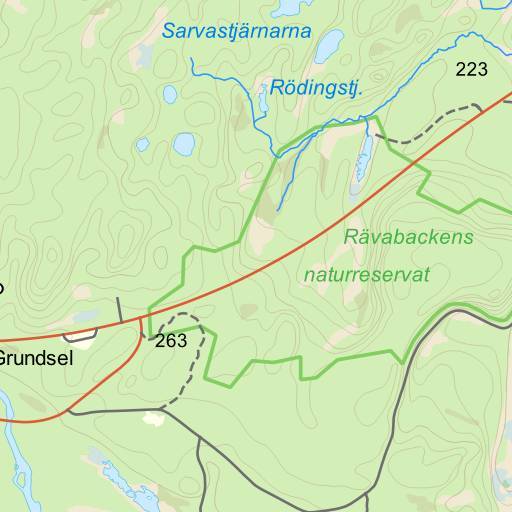 Sarvastjärnarna
223
Rödingstj.
Rävabackens
naturreservat
263
Grundsel